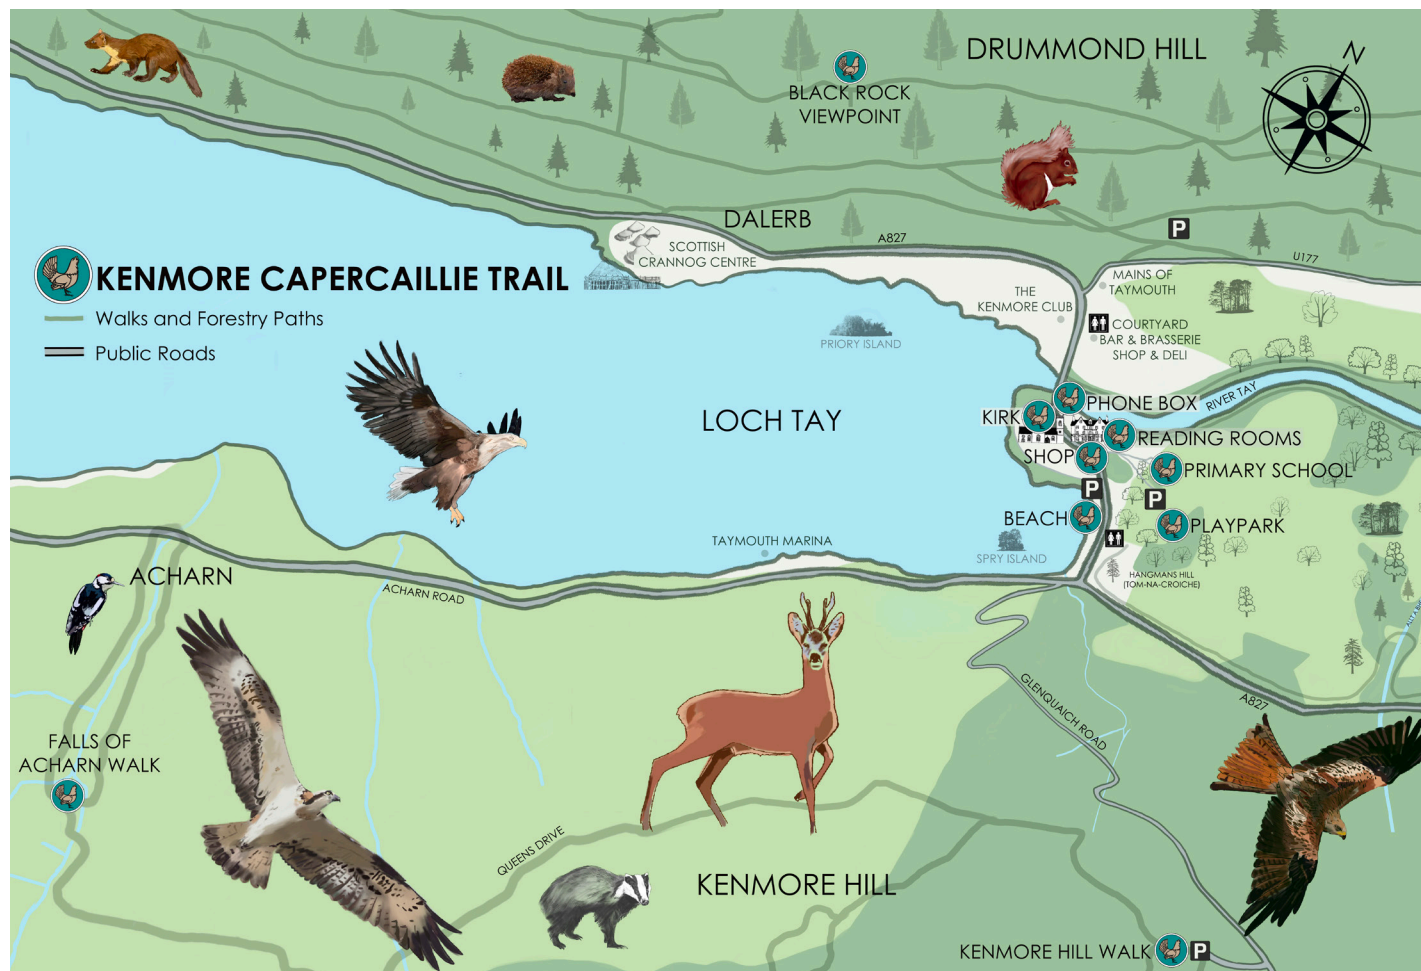 DRUMMOND HILL
N
BLACK ROCK
VIEWPOINT
DALERB
P
A827
SCOTTISH
CRANNOG CENTRE
U177
KENMORE CAPERCAILLIE TRAIL
Walks and Forestry Paths
Public Roads
MAINS OF
TAYMOUTH
THE
KENMORE CLUB
COURTYARD
BAR & BRASSERIE
SHOP & DELI
PRIORY ISLAND
RIVER TAY
PHONE BOX
KIRK
LOCH TAY
READING ROOMS
SHOP
PRIMARY SCHOOL
P
P
BEACH
PLAYPARK
TAYMOUTH MARINA
SPRY ISLAND
HANGMANS HILL
(TOM-NA-CROICHE)
ACHARN
ACHARN ROAD
GLENQUAICH ROAD
A827
FALLS OF
ACHARN WALK
QUEENS DRIVE
KENMORE HILL
KENMORE HILL WALK
P